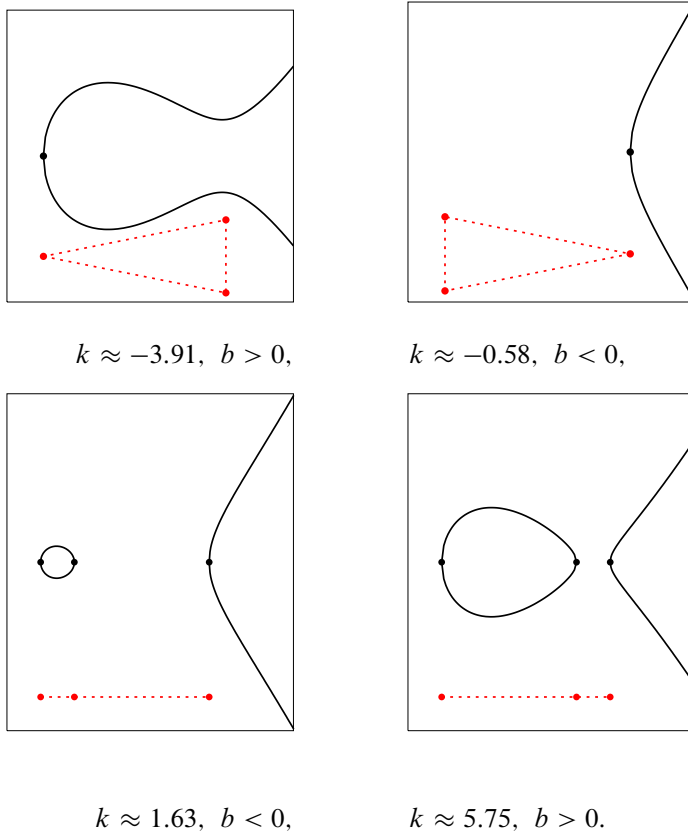 k ≈ −3.91, b > 0,
k ≈ −0.58, b < 0,
k ≈ 1.63, b < 0,
k ≈ 5.75, b > 0.